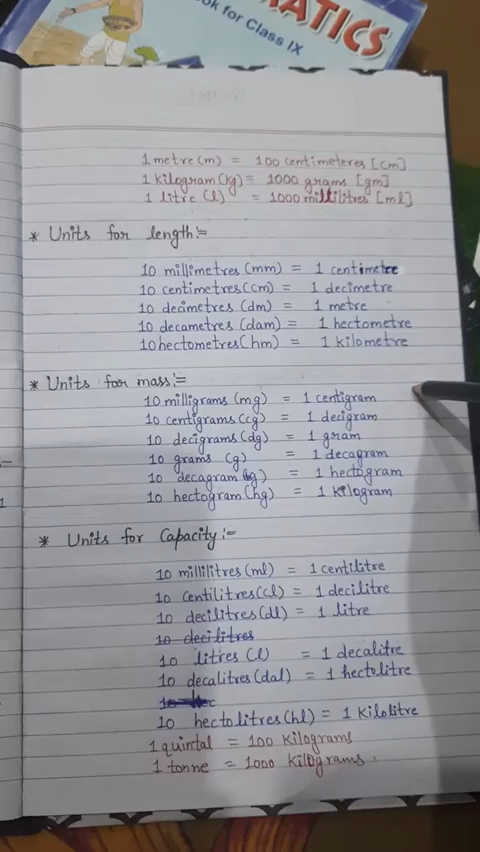 ook for Class IX
MATICS
1 metre (m) = 100 centimeteres [cm]
1 kilogram (kg) = 1000 grams [gm]
1 litre (l) = 1000 millilitres [ml]
* Units for length:=
10 millimetres (mm) = 1 centimetre
10 centimetres (cm) = 1 decimetre
10 decimetres (dm) = 1 metre
10 decametres (dam) = 1 hectometre
10 hectometres (hm) = 1 kilometre
* Units for mass:=
10 milligrams (mg) = 1 centigram
10 centigrams (cg) = 1 decigram
10 decigrams (dg) = 1 gram
10 grams (g) = 1 decagram
10 decagram = 1 hectogram
10 hectogram (hg) = 1 kilogram
* Units for Capacity:-
10 millilitres (ml) = 1 centilitre
10 centilitres (cl) = 1 decilitre
10 decilitres (dl) = 1 litre
10 decilitres
10 litres (l) = 1 decalitre
10 decalitres (dal) = 1 hectolitre
10 hectolitres (hl) = 1 kilolitre
1 quintal = 100 kilograms
1 tonne = 1000 kilograms.